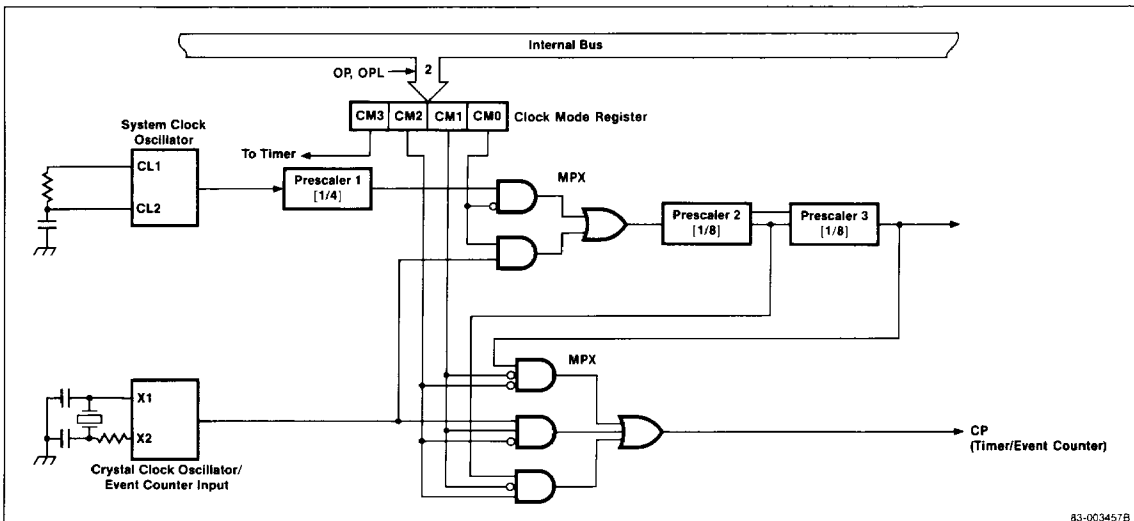 Internal Bus
OP, OPL
2
CM3 CM2 CM1 CM0
Clock Mode Register
System Clock
Oscillator
CL1
CL2
To Timer
Prescaler 1
[1/4]
MPX
Prescaler 2
[1/8]
Prescaler 3
[1/8]
MPX
X1
X2
Crystal Clock Oscillator/
Event Counter Input
CP
(Timer/Event Counter)
83-003457B